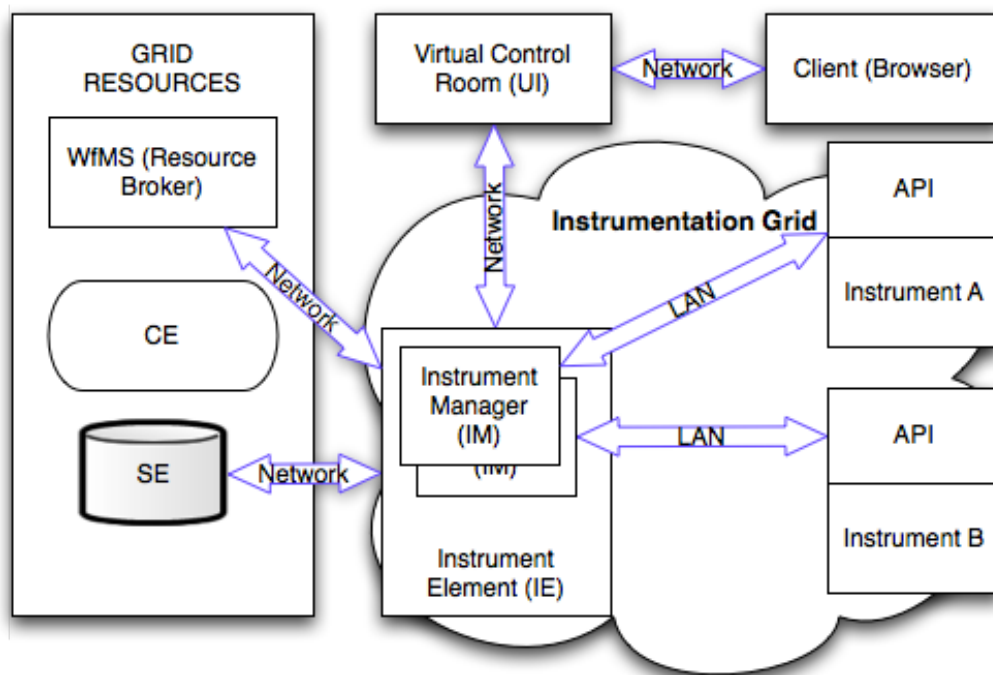 GRID
RESOURCES
WfMS (Resource
Broker)
CE
SE
Network
Network
Virtual Control
Room (UI)
Network
Client (Browser)
Network
Instrumentation Grid
LAN
LAN
API
Instrument A
API
Instrument B
Instrument
Manager
(IM)
(IM)
Instrument
Element (IE)